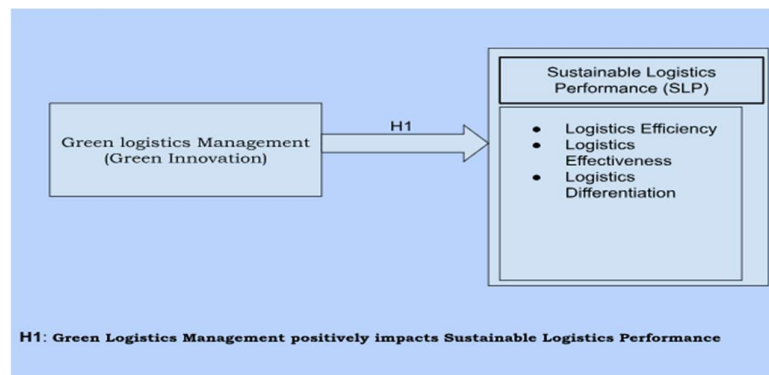 Green logistics Management
(Green Innovation)
H1
Sustainable Logistics
Performance (SLP)
● Logistics Efficiency
● Logistics
Effectiveness
● Logistics
Differentiation
H1: Green Logistics Management positively impacts Sustainable Logistics Performance